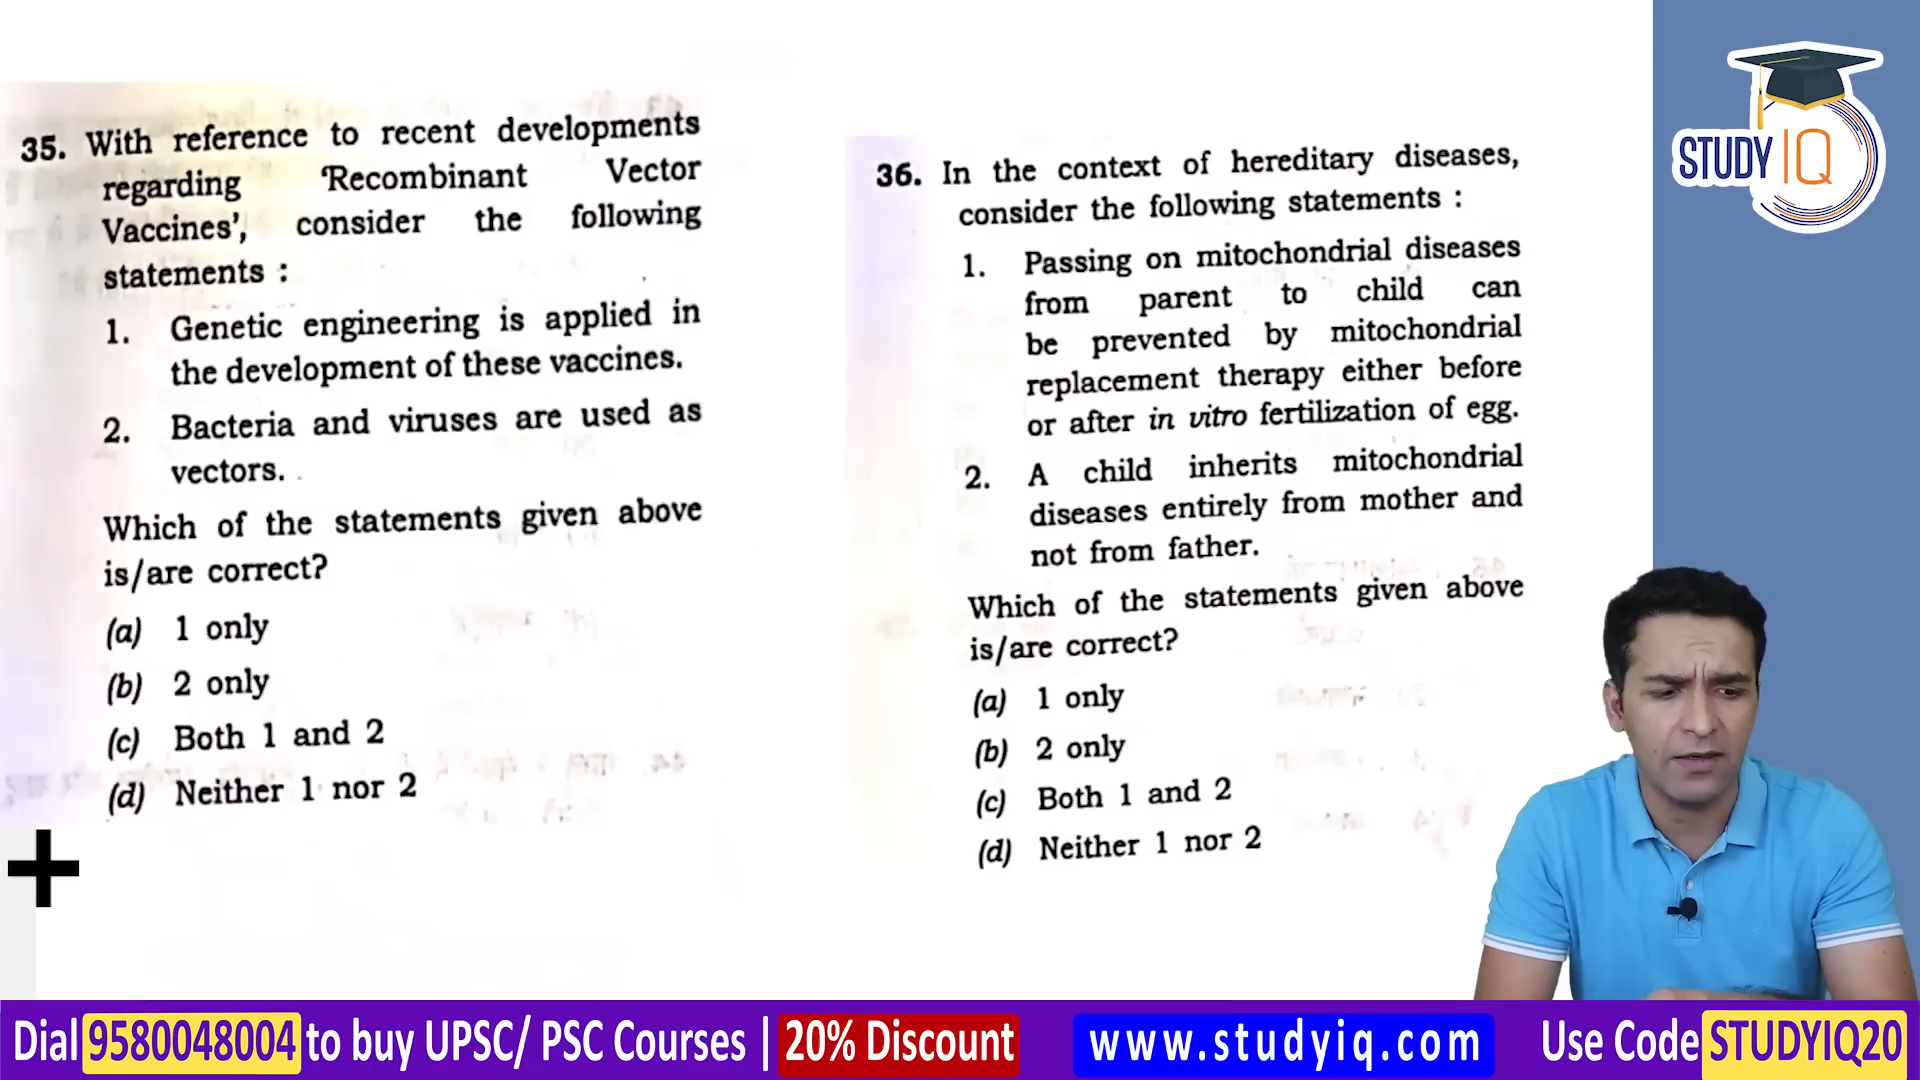 35. With reference to recent developments
regarding 'Recombinant Vector
Vaccines', consider the following
statements :
1. Genetic engineering is applied in
the development of these vaccines.
2. Bacteria and viruses are used as
vectors.
Which of the statements given above
is/are correct?
(a) 1 only
(b) 2 only
(c) Both 1 and 2
(d) Neither 1 nor 2
36. In the context of hereditary diseases,
consider the following statements :
1. Passing on mitochondrial diseases
from parent to child can
be prevented by mitochondrial
replacement therapy either before
or after in vitro fertilization of egg.
2. A child inherits mitochondrial
diseases entirely from mother and
not from father.
Which of the statements given above
is/are correct?
(a) 1 only
(b) 2 only
(c) Both 1 and 2
(d) Neither 1 nor 2
STUDY IQ
Dial 9580048004 to buy UPSC/ PSC Courses | 20% Discount www.studyiq.com Use Code STUDYIQ20